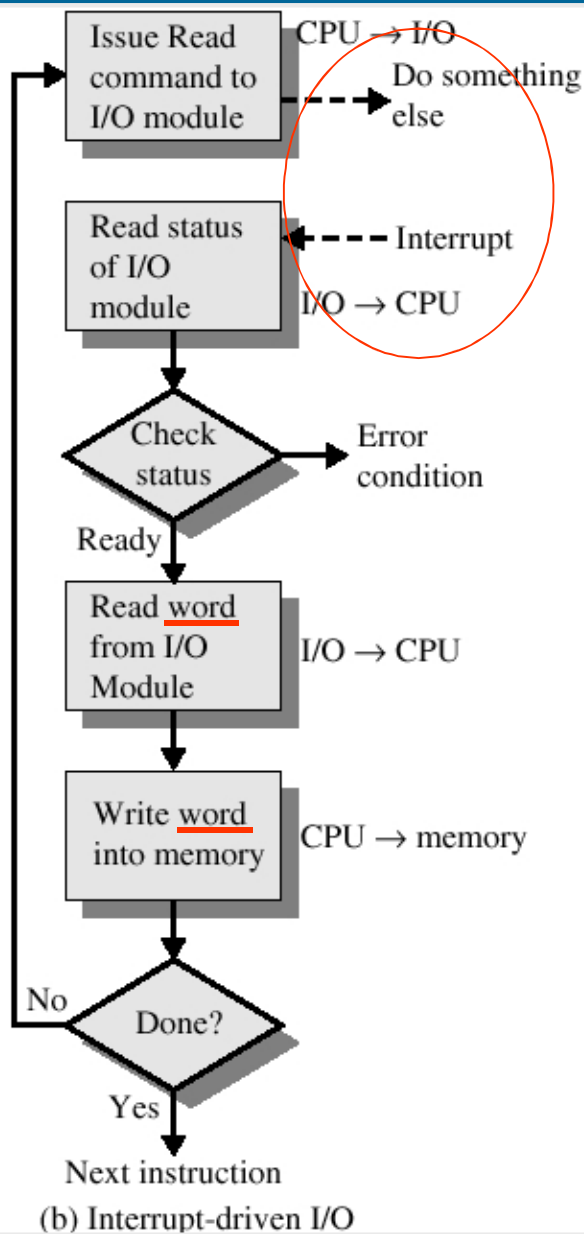 Issue Read
command to
I/O module
CPU → I/O
Do something
else
Read status
of I/O
module
Interrupt
I/O → CPU
Check
status
Error
condition
Ready
Read word
from I/O
Module
I/O → CPU
Write word
into memory
CPU → memory
No
Done?
Yes
Next instruction
(b) Interrupt-driven I/O